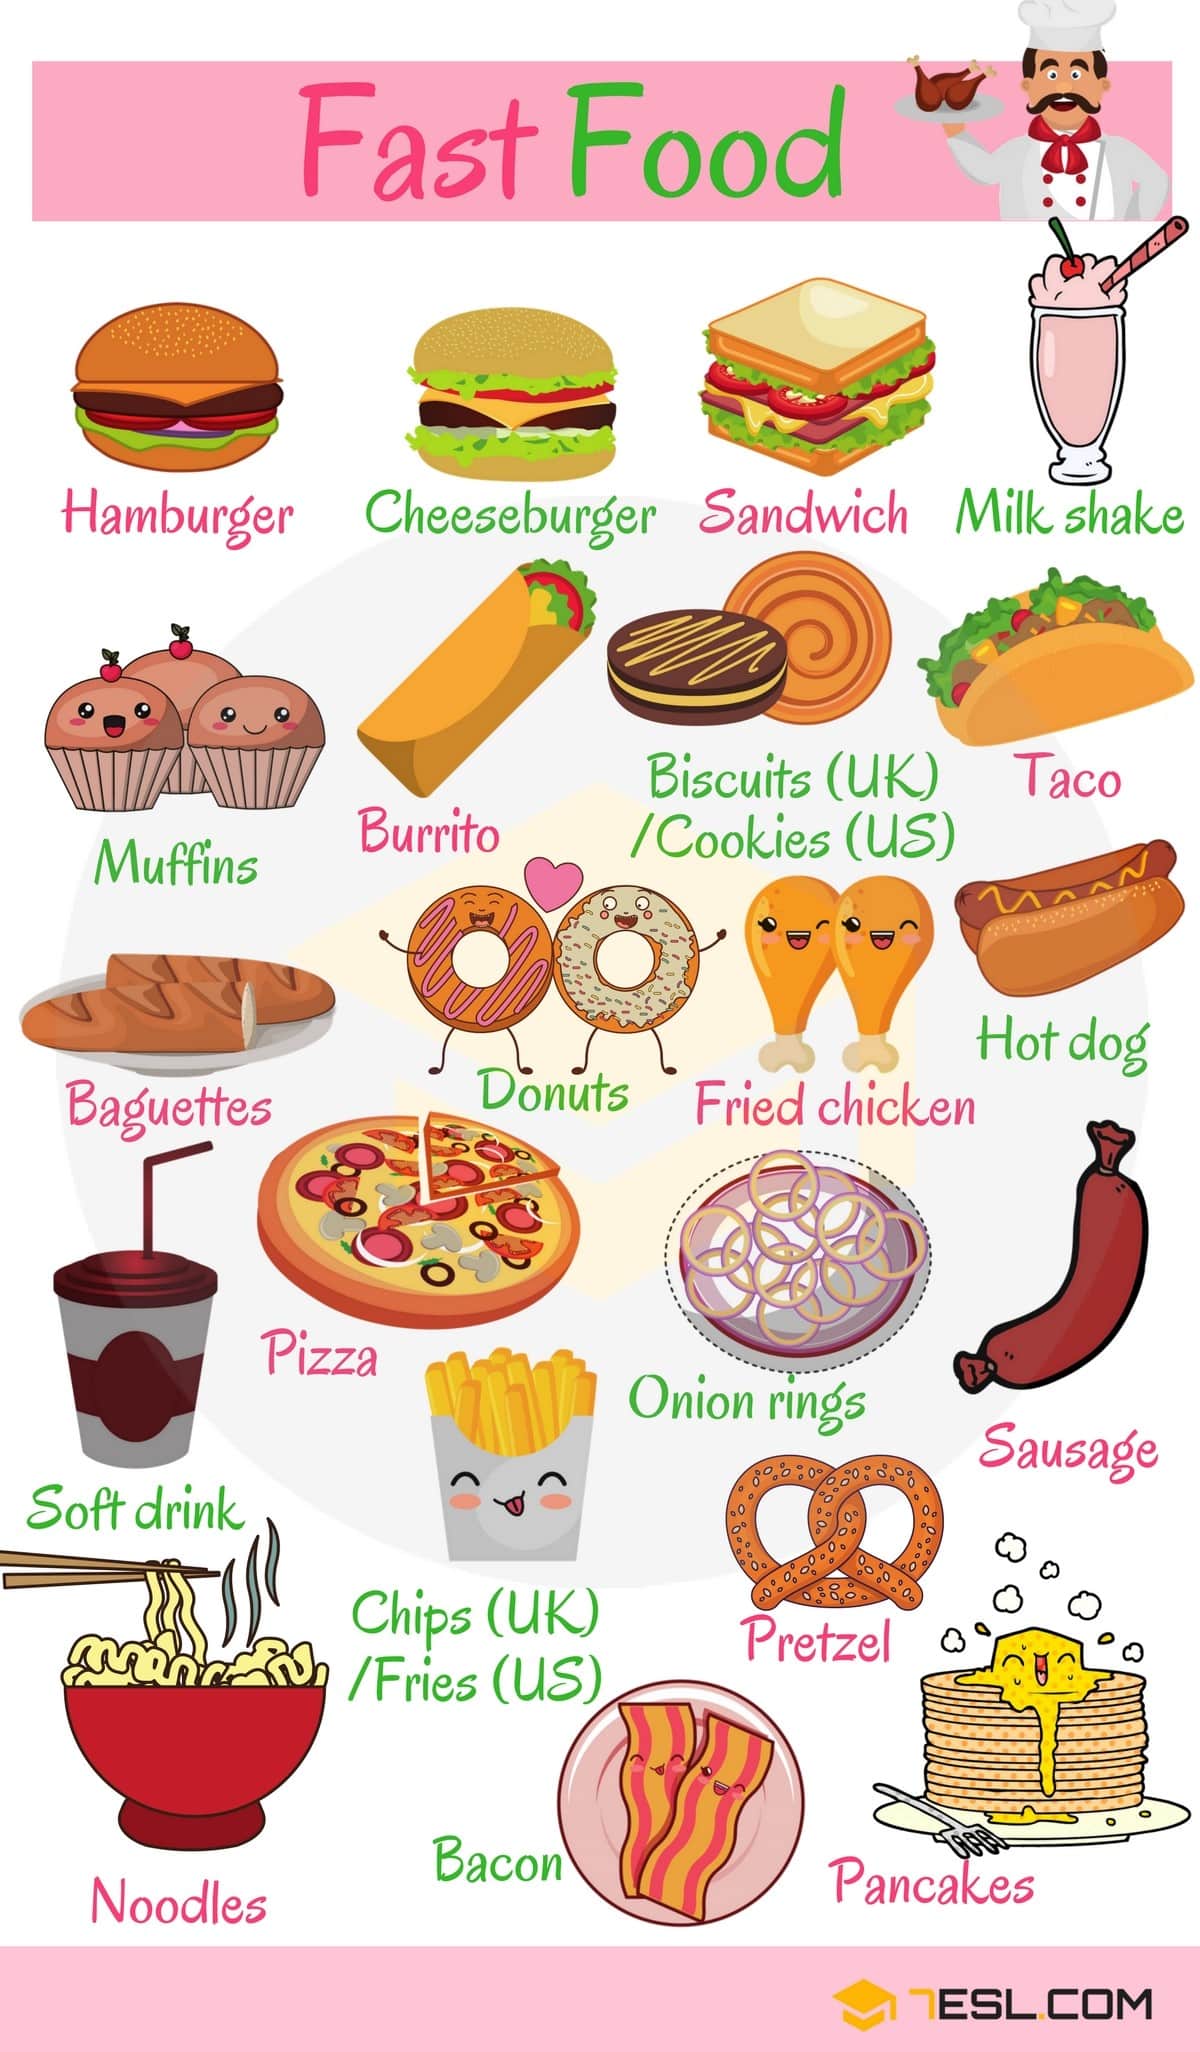 Fast Food
Hamburger
Cheeseburger
Sandwich
Milk shake
Muffins
Burrito
Biscuits (UK)
/Cookies (US)
Taco
Baguettes
Donuts
Fried chicken
Hot dog
Soft drink
Pizza
Onion rings
Sausage
Noodles
Chips (UK)
/Fries (US)
Pretzel
Bacon
Pancakes
7ESL.COM